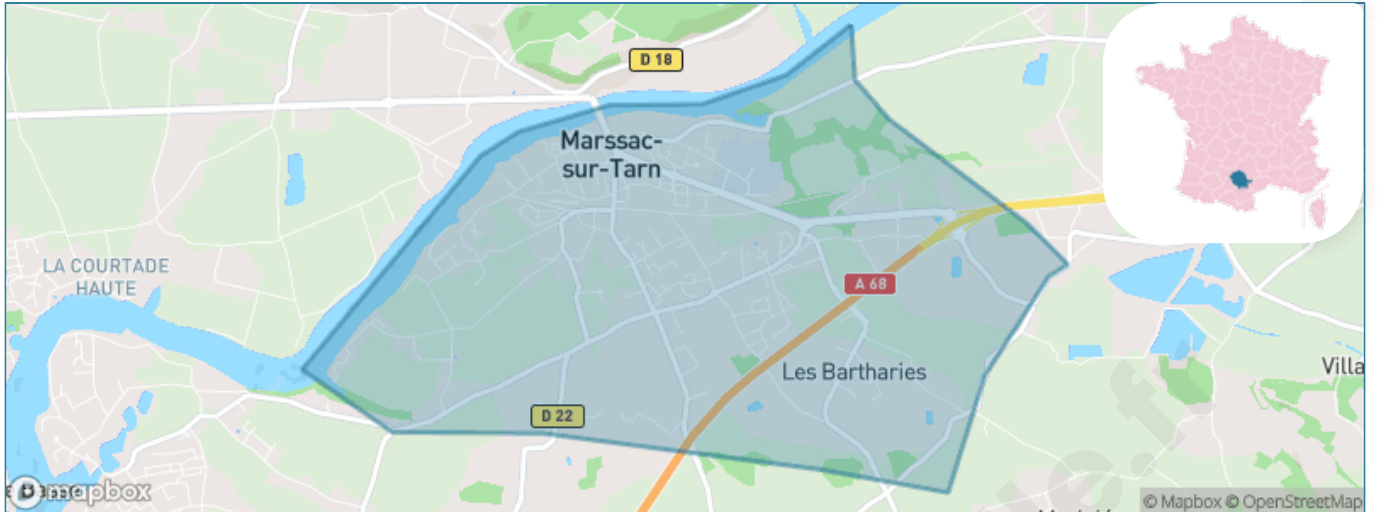 D 18
Marssac-
sur-Tarn
LA COURTADE
HAUTE
A 68
Les Bartharies
Villa
D 22
mapbox
© Mapbox © OpenStreetMap